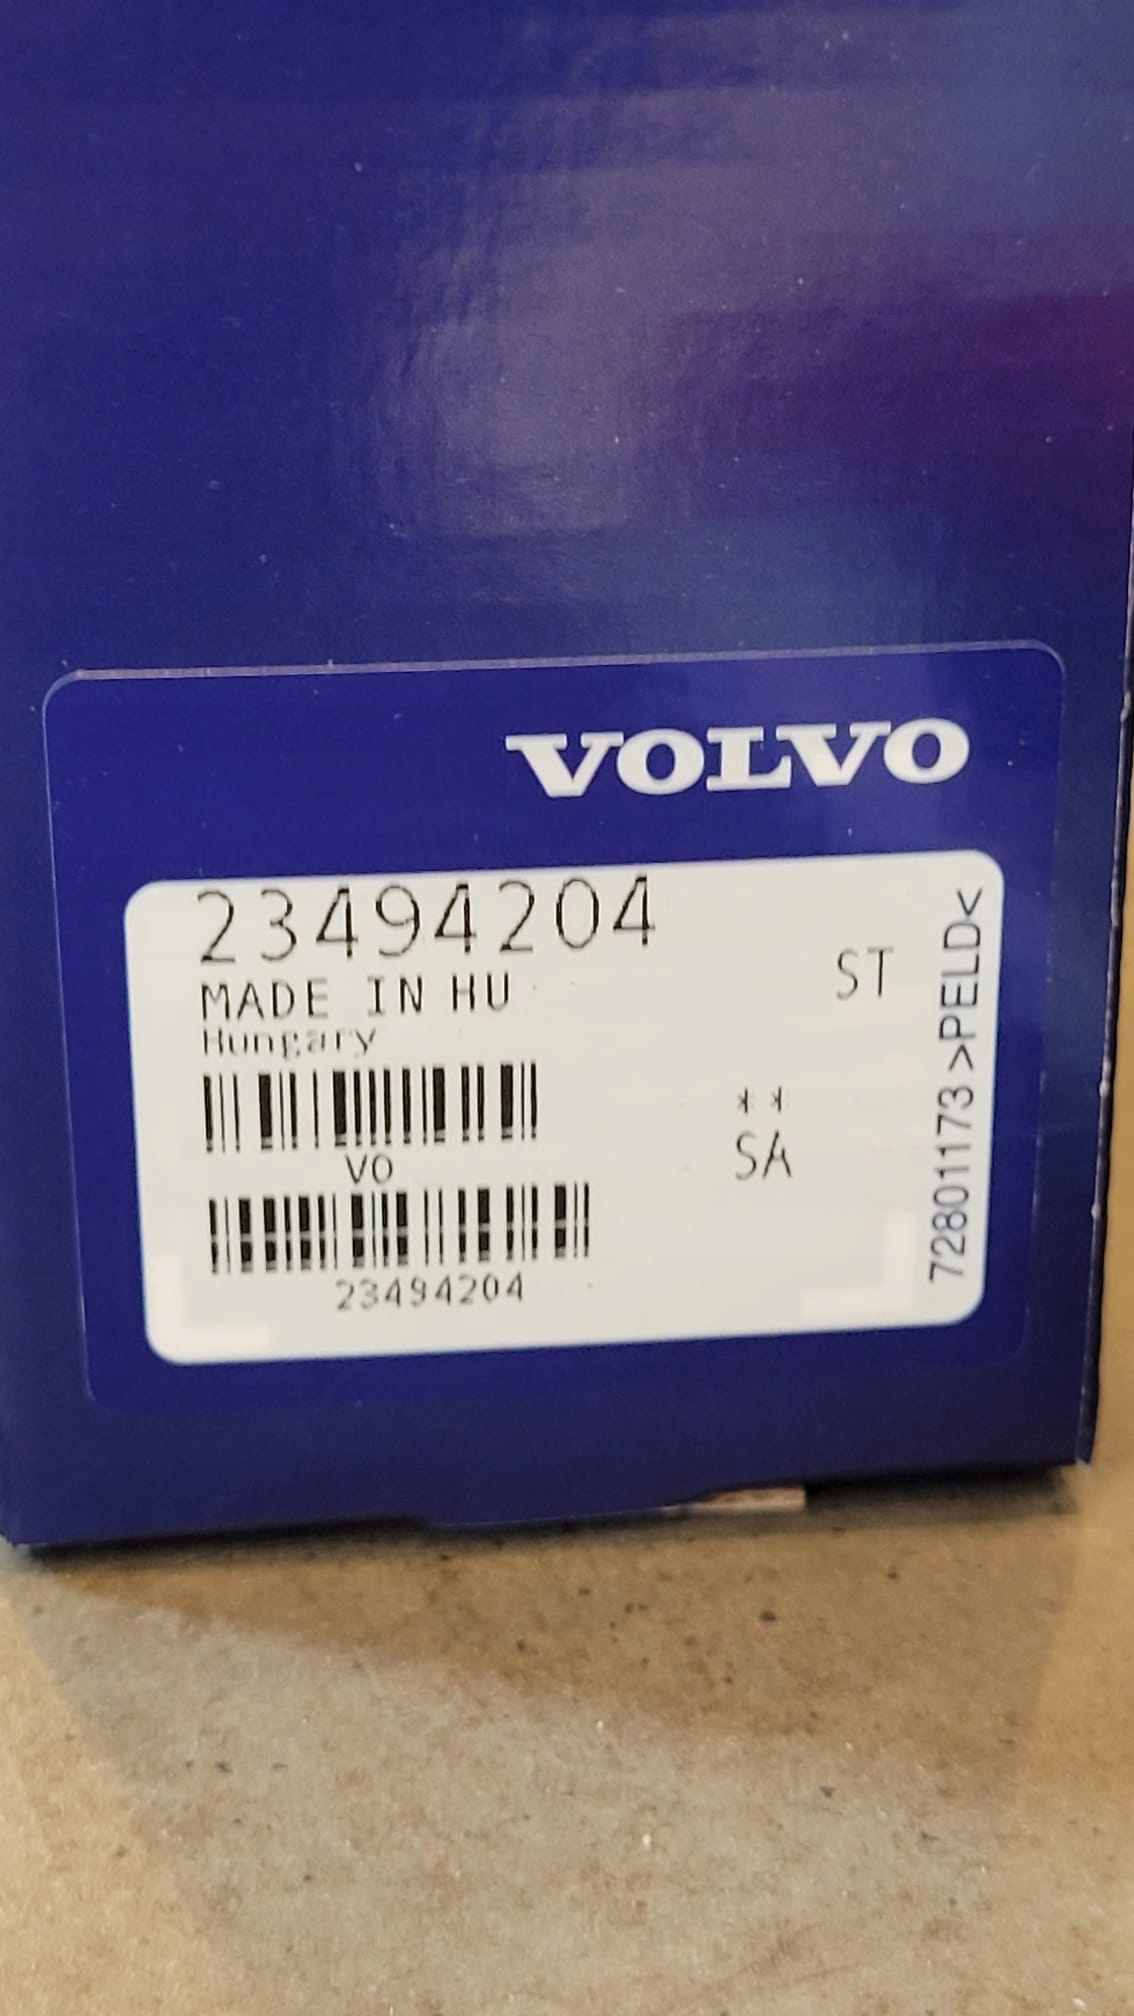 VOLVO
23494204
ST
MADE IN HU
Hungary
VO
**
SA
23494204
72801173 >PELD<